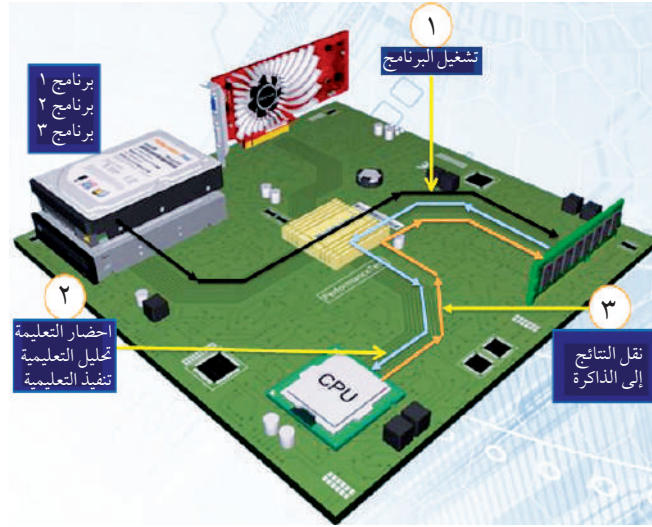 ١
تشغيل البرنامج
برنامج ١
برنامج ٢
برنامج ٣
٢
احضار التعليمة
تحليل التعليمية
تنفيذ التعليمية
CPU
٣
نقل النتائج
إلى الذاكرة